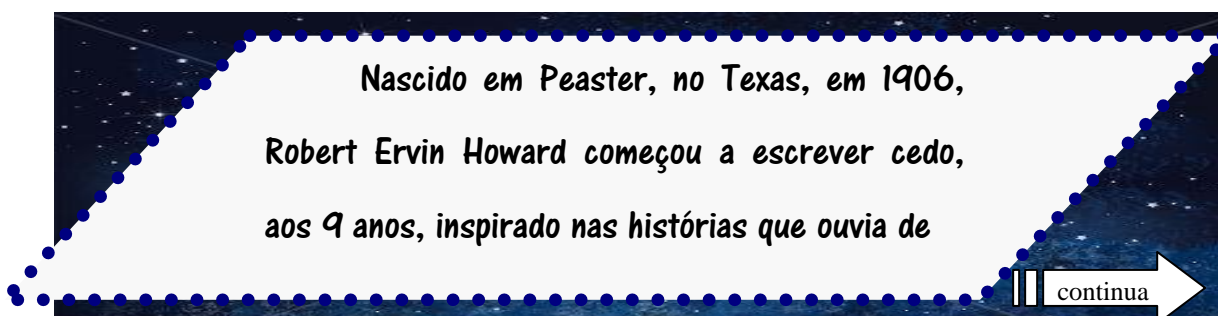 Nascido em Peaster, no Texas, em 1906,
Robert Ervin Howard começou a escrever cedo,
aos 9 anos, inspirado nas histórias que ouvia de
continua